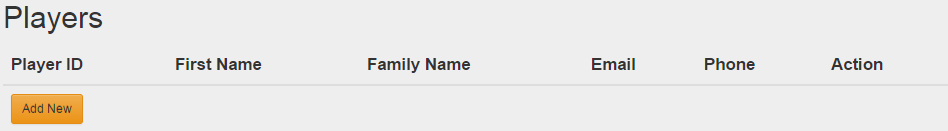 Players
Player ID First Name Family Name Email Phone Action
Add New